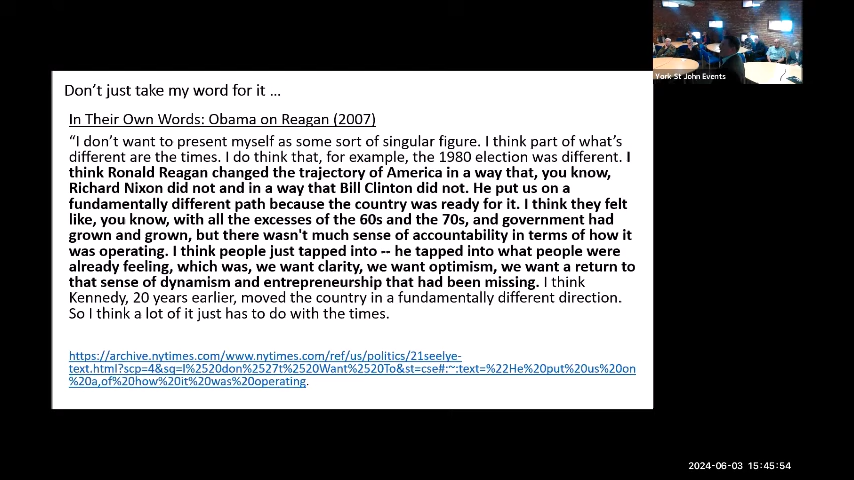 Don't just take my word for it ...
In Their Own Words: Obama on Reagan (2007)
"I don't want to present myself as some sort of singular figure. I think part of what's
different are the times. I do think that, for example, the 1980 election was different. I
think Ronald Reagan changed the trajectory of America in a way that, you know,
Richard Nixon did not and in a way that Bill Clinton did not. He put us on a
fundamentally different path because the country was ready for it. I think they felt
like, you know, with all the excesses of the 60s and the 70s, and government had
grown and grown, but there wasn't much sense of accountability in terms of how it
was operating. I think people just tapped into -- he tapped into what people were
already feeling, which was, we want clarity, we want optimism, we want a return to
that sense of dynamism and entrepreneurship that had been missing. I think
Kennedy, 20 years earlier, moved the country in a fundamentally different direction.
So I think a lot of it just has to do with the times.
https://archive.nytimes.com/www.nytimes.com/ref/us/politics/21seelye-
text.html?scp=4&sq=I%2520don%2527t%2520Want%2520To&st=cse#:~:text=%22He%20put%20us%20on
%20a,of%20how%20it%20was%20operating.
York St John Events
2024-06-03 15:45:54